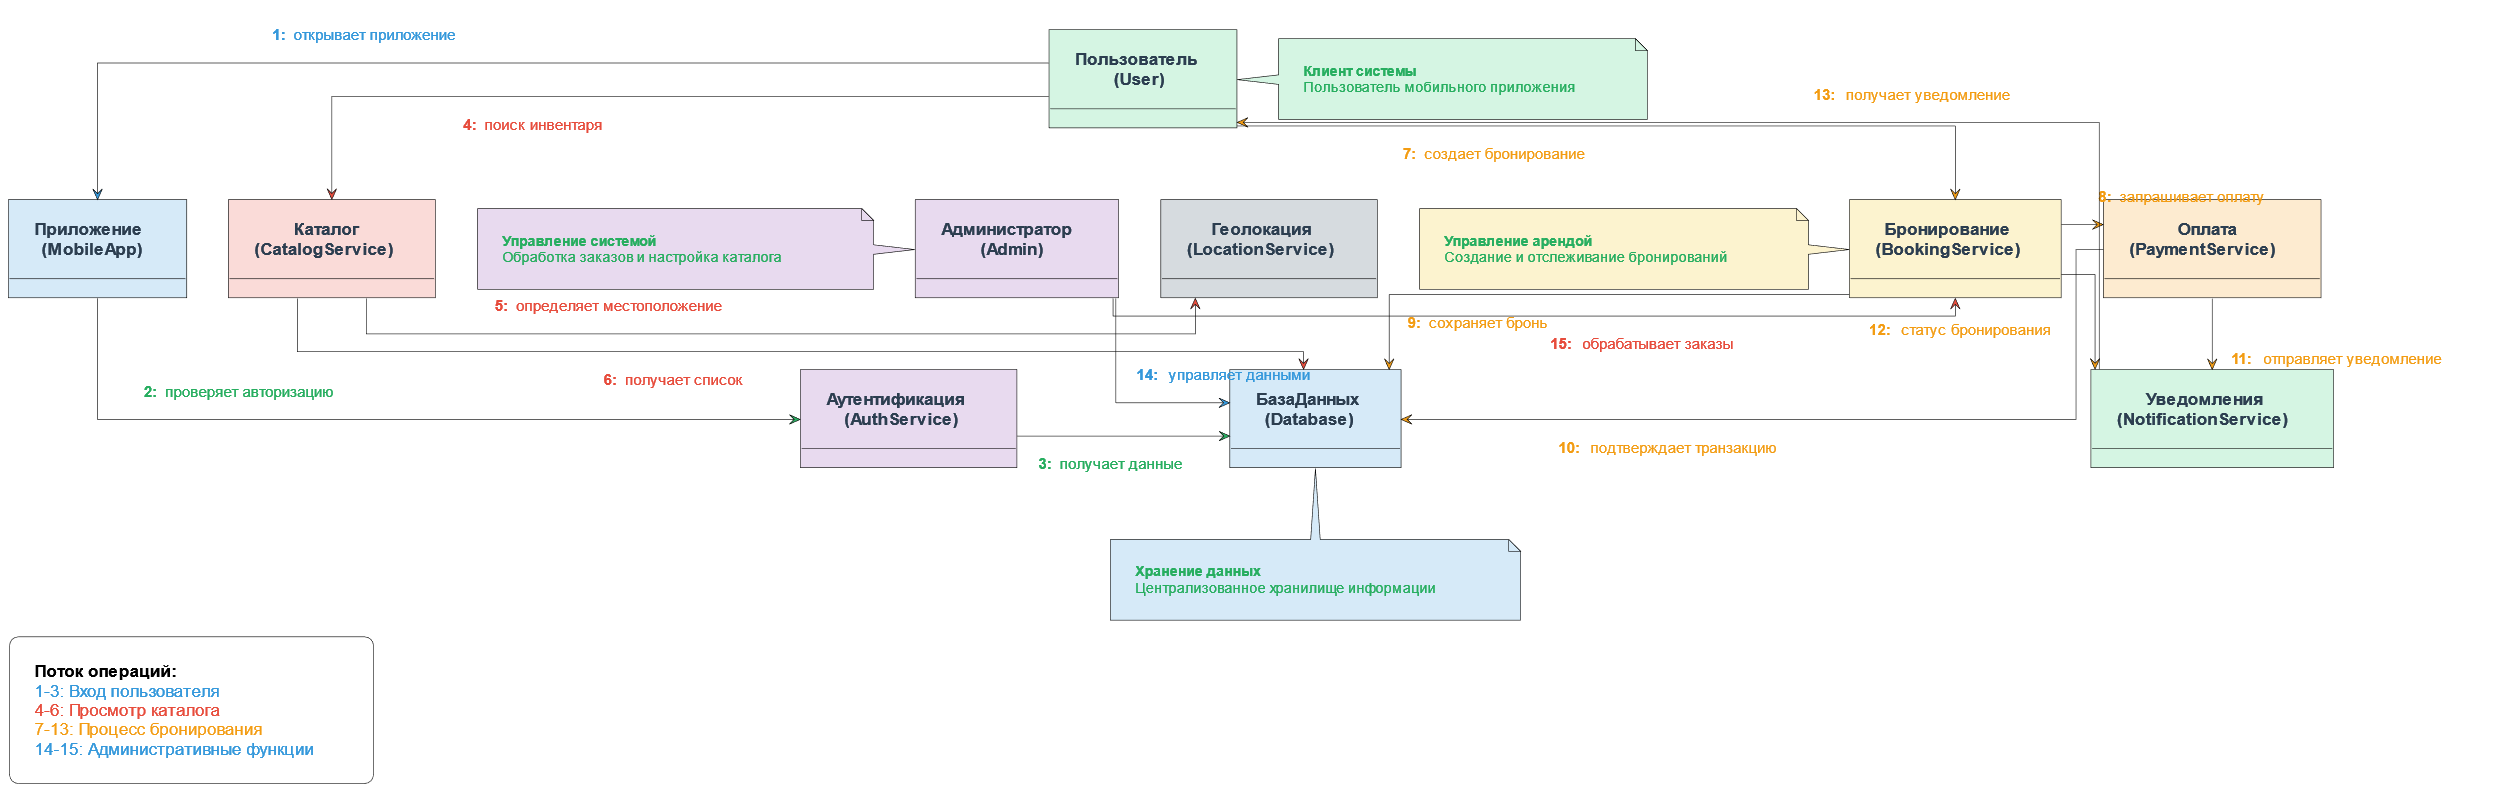 1: открывает приложение
Пользователь
(User)
Клиент системы
Пользователь мобильного приложения
13: получает уведомление
4: поиск инвентаря
7: создает бронирование
8: запрашивает оплату
Приложение
(MobileApp)
Каталог
(CatalogService)
Управление системой
Обработка заказов и настройка каталога
Администратор
(Admin)
Геолокация
(LocationService)
Управление арендой
Создание и отслеживание бронирований
Бронирование
(BookingService)
Оплата
(PaymentService)
5: определяет местоположение
9: сохраняет бронь
12: статус бронирования
15: обрабатывает заказы
11: отправляет уведомление
6: получает список
14: управляет данными
2: проверяет авторизацию
Аутентификация
(AuthService)
БазаДанных
(Database)
Уведомления
(NotificationService)
10: подтверждает транзакцию
3: получает данные
Хранение данных
Централизованное хранилище информации
Поток операций:
1-3: Вход пользователя
4-6: Просмотр каталога
7-13: Процесс бронирования
14-15: Административные функции